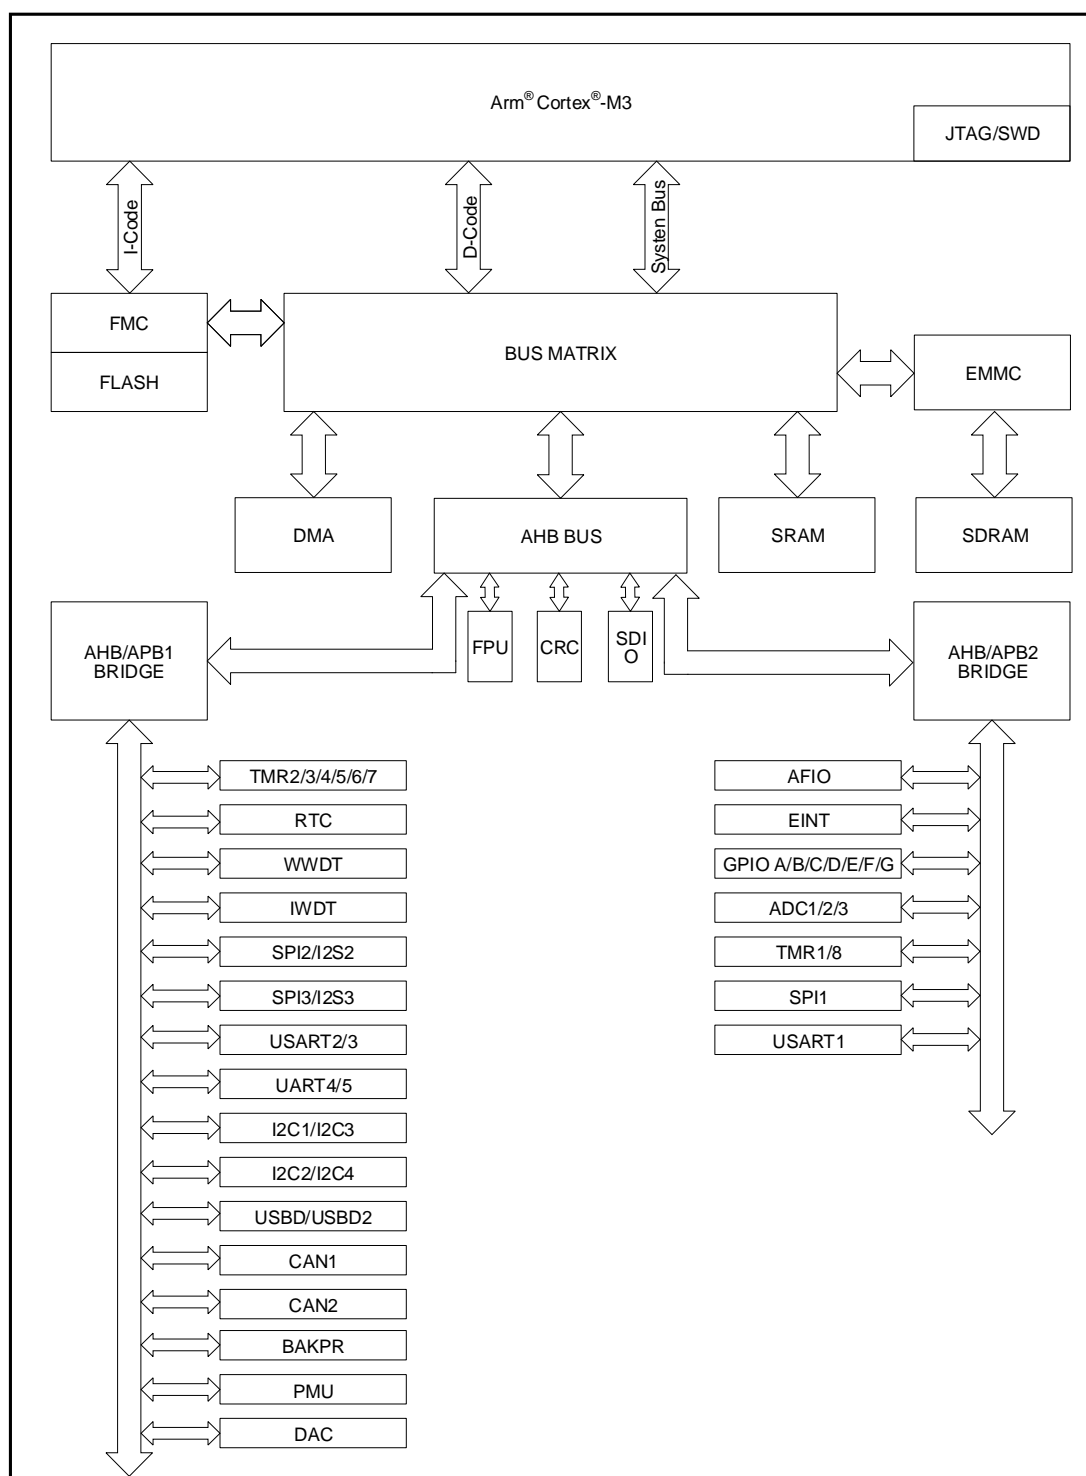 Arm® Cortex®-M3
JTAG/SWD
I-Code
D-Code
Systen Bus
FMC
FLASH
BUS MATRIX
EMMC
DMA
AHB BUS
SRAM
SDRAM
AHB/APB1
BRIDGE
FPU
CRC
SDI
O
AHB/APB2
BRIDGE
TMR2/3/4/5/6/7
RTC
WWDT
IWDT
SPI2/I2S2
SPI3/I2S3
USART2/3
UART4/5
I2C1/I2C3
I2C2/I2C4
USBD/USBD2
CAN1
CAN2
BAKPR
PMU
DAC
AFIO
EINT
GPIO A/B/C/D/E/F/G
ADC1/2/3
TMR1/8
SPI1
USART1